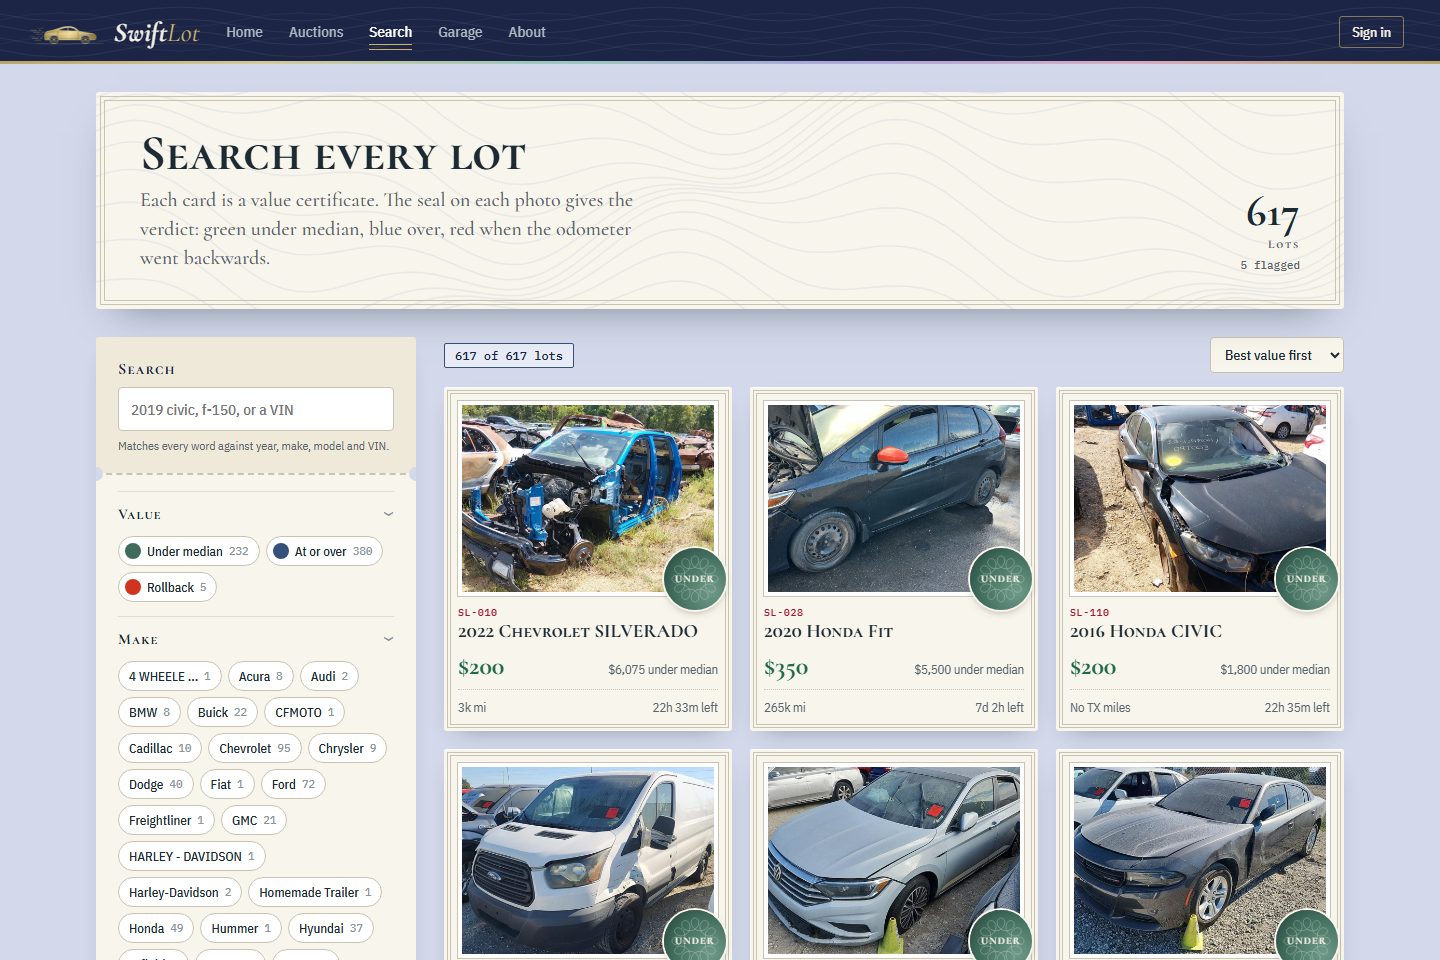 SwiftLot
Home
Auctions
Search
Garage
About
Sign in
Search every lot
Each card is a value certificate. The seal on each photo gives the
verdict: green under median, blue over, red when the odometer
went backwards.
617
Lots
5 flagged
Search
2019 civic, f-150, or a VIN
Matches every word against year, make, model and VIN.
Value
Under median 232
At or over 380
Rollback 5
Make
4 WHEELE ... 1
Acura 8
Audi 2
BMW 8
Buick 22
CFMOTO 1
Cadillac 10
Chevrolet 95
Chrysler 9
Dodge 40
Fiat 1
Ford 72
Freightliner 1
GMC 21
HARLEY - DAVIDSON 1
Harley-Davidson 2
Homemade Trailer 1
Honda 49
Hummer 1
Hyundai 37
617 of 617 lots
Best value first
UNDER
SL-010
2022 Chevrolet SILVERADO
$200
$6,075 under median
3k mi
22h 33m left
UNDER
SL-028
2020 Honda Fit
$350
$5,500 under median
265k mi
7d 2h left
UNDER
SL-110
2016 Honda CIVIC
$200
$1,800 under median
No TX miles
22h 35m left
UNDER
UNDER
UNDER